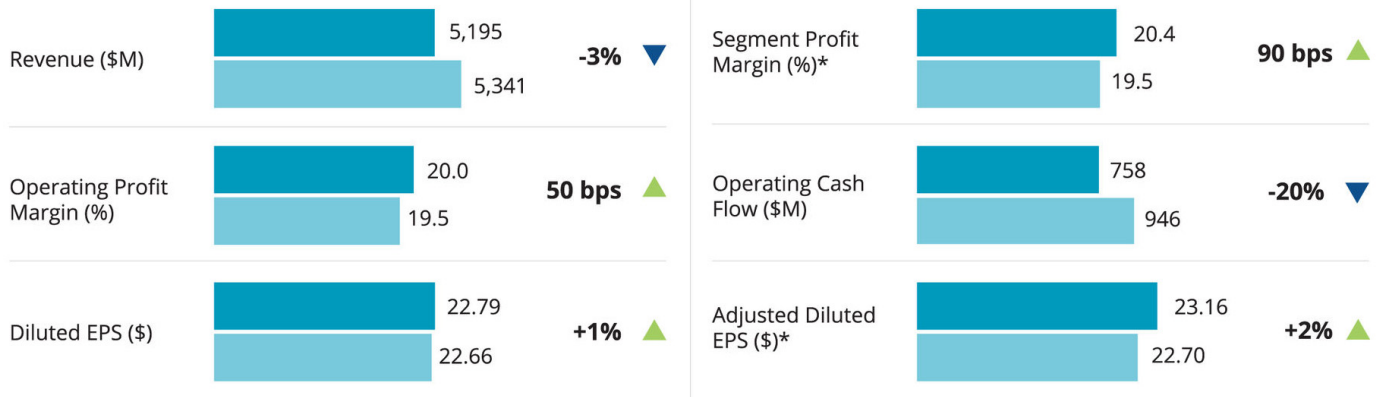 Revenue ($M)
5,195
5,341
-3%
Operating Profit
Margin (%)
20.0
19.5
50 bps
Diluted EPS ($)
22.79
22.66
+1%
Segment Profit
Margin (%)*
20.4
19.5
90 bps
Operating Cash
Flow ($M)
758
946
-20%
Adjusted Diluted
EPS ($)*
23.16
22.70
+2%